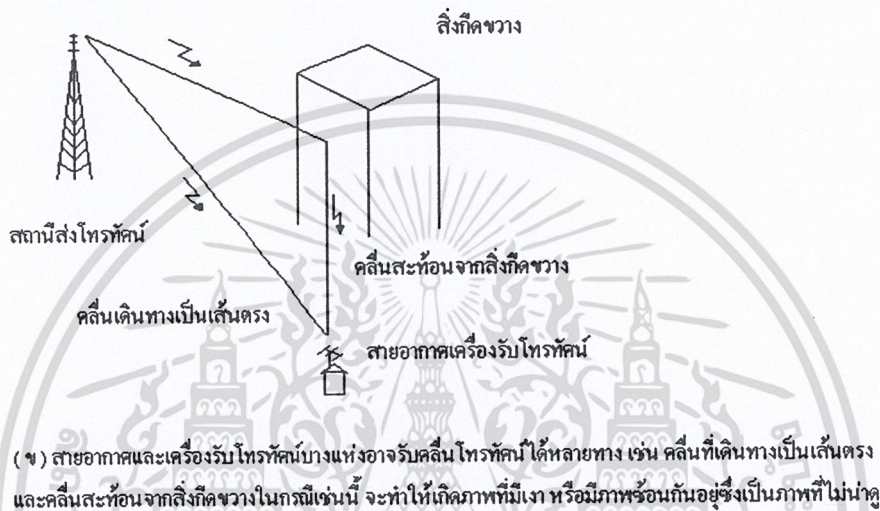 สิ่งกีดขวาง
สถานีส่งโทรทัศน์
คลื่นสะท้อนจากสิ่งกีดขวาง
คลื่นเดินทางเป็นเส้นตรง
สายอากาศเครื่องรับโทรทัศน์
( ข ) สายอากาศและเครื่องรับโทรทัศน์บางแห่งอาจรับคลื่นโทรทัศน์ได้หลายทาง เช่น คลื่นที่เดินทางเป็นเส้นตรง
และคลื่นสะท้อนจากสิ่งกีดขวางในกรณีเช่นนี้ จะทำให้เกิดภาพที่มีเงา หรือมีภาพซ้อนกันอยู่ซึ่งเป็นภาพที่ไม่น่าดู